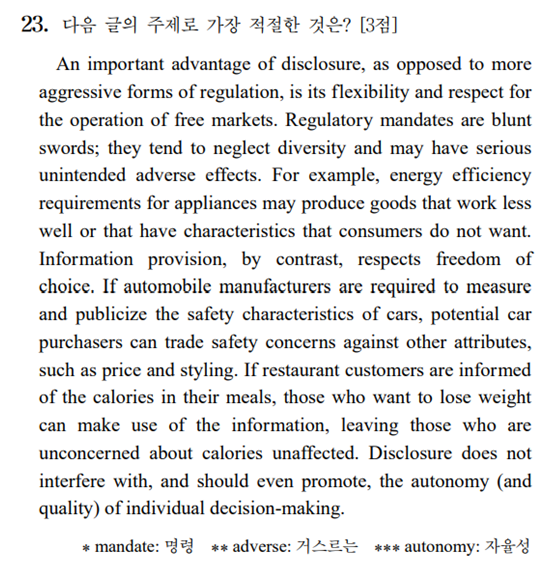 23. 다음 글의 주제로 가장 적절한 것은? [3점]
An important advantage of disclosure, as opposed to more
aggressive forms of regulation, is its flexibility and respect for
the operation of free markets. Regulatory mandates are blunt
swords; they tend to neglect diversity and may have serious
unintended adverse effects. For example, energy efficiency
requirements for appliances may produce goods that work less
well or that have characteristics that consumers do not want.
Information provision, by contrast, respects freedom of
choice. If automobile manufacturers are required to measure
and publicize the safety characteristics of cars, potential car
purchasers can trade safety concerns against other attributes,
such as price and styling. If restaurant customers are informed
of the calories in their meals, those who want to lose weight
can make use of the information, leaving those who are
unconcerned about calories unaffected. Disclosure does not
interfere with, and should even promote, the autonomy (and
quality) of individual decision-making.
* mandate: 명령 ** adverse: 거스르는 *** autonomy: 자율성